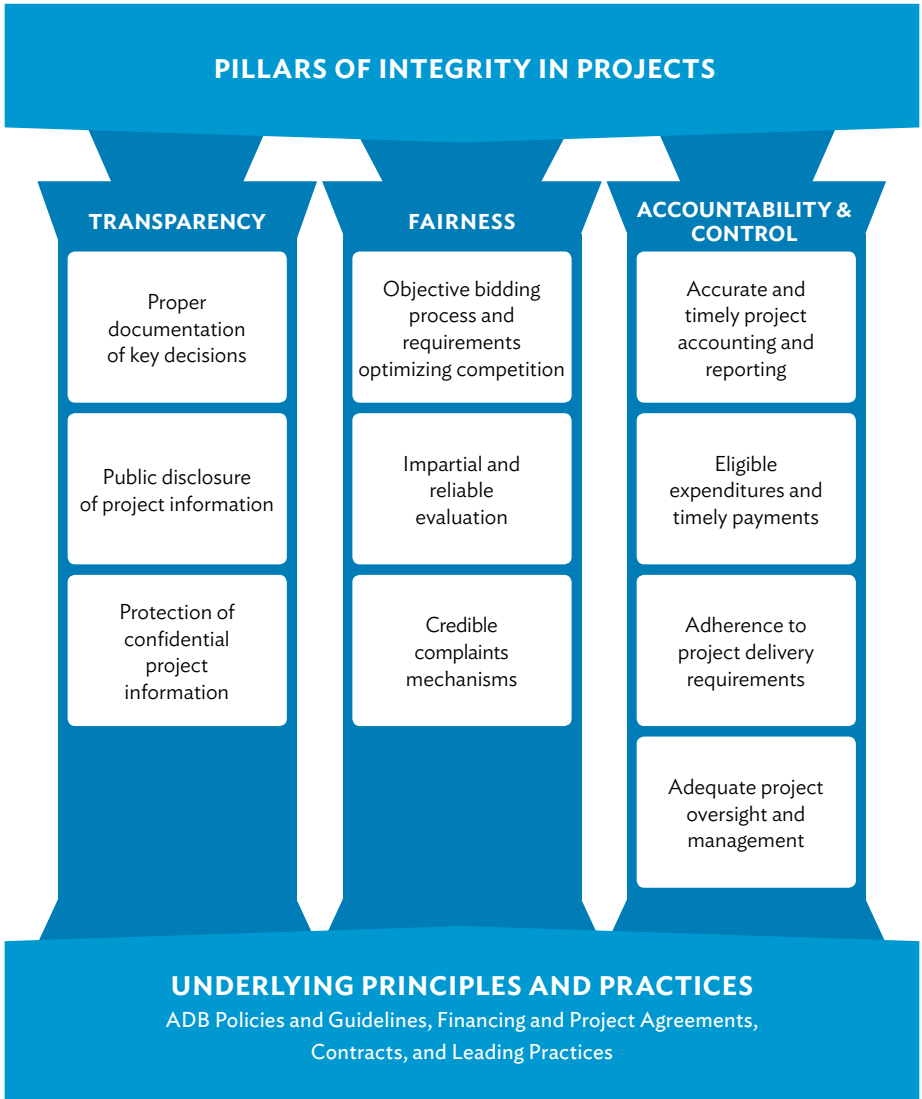 PILLARS OF INTEGRITY IN PROJECTS
TRANSPARENCY
Proper
documentation
of key decisions
Public disclosure
of project information
Protection of
confidential
project
information
FAIRNESS
Objective bidding
process and
requirements
optimizing competition
Impartial and
reliable
evaluation
Credible
complaints
mechanisms
ACCOUNTABILITY &
CONTROL
Accurate and
timely project
accounting and
reporting
Eligible
expenditures and
timely payments
Adherence to
project delivery
requirements
Adequate project
oversight and
management
UNDERLYING PRINCIPLES AND PRACTICES
ADB Policies and Guidelines, Financing and Project Agreements,
Contracts, and Leading Practices